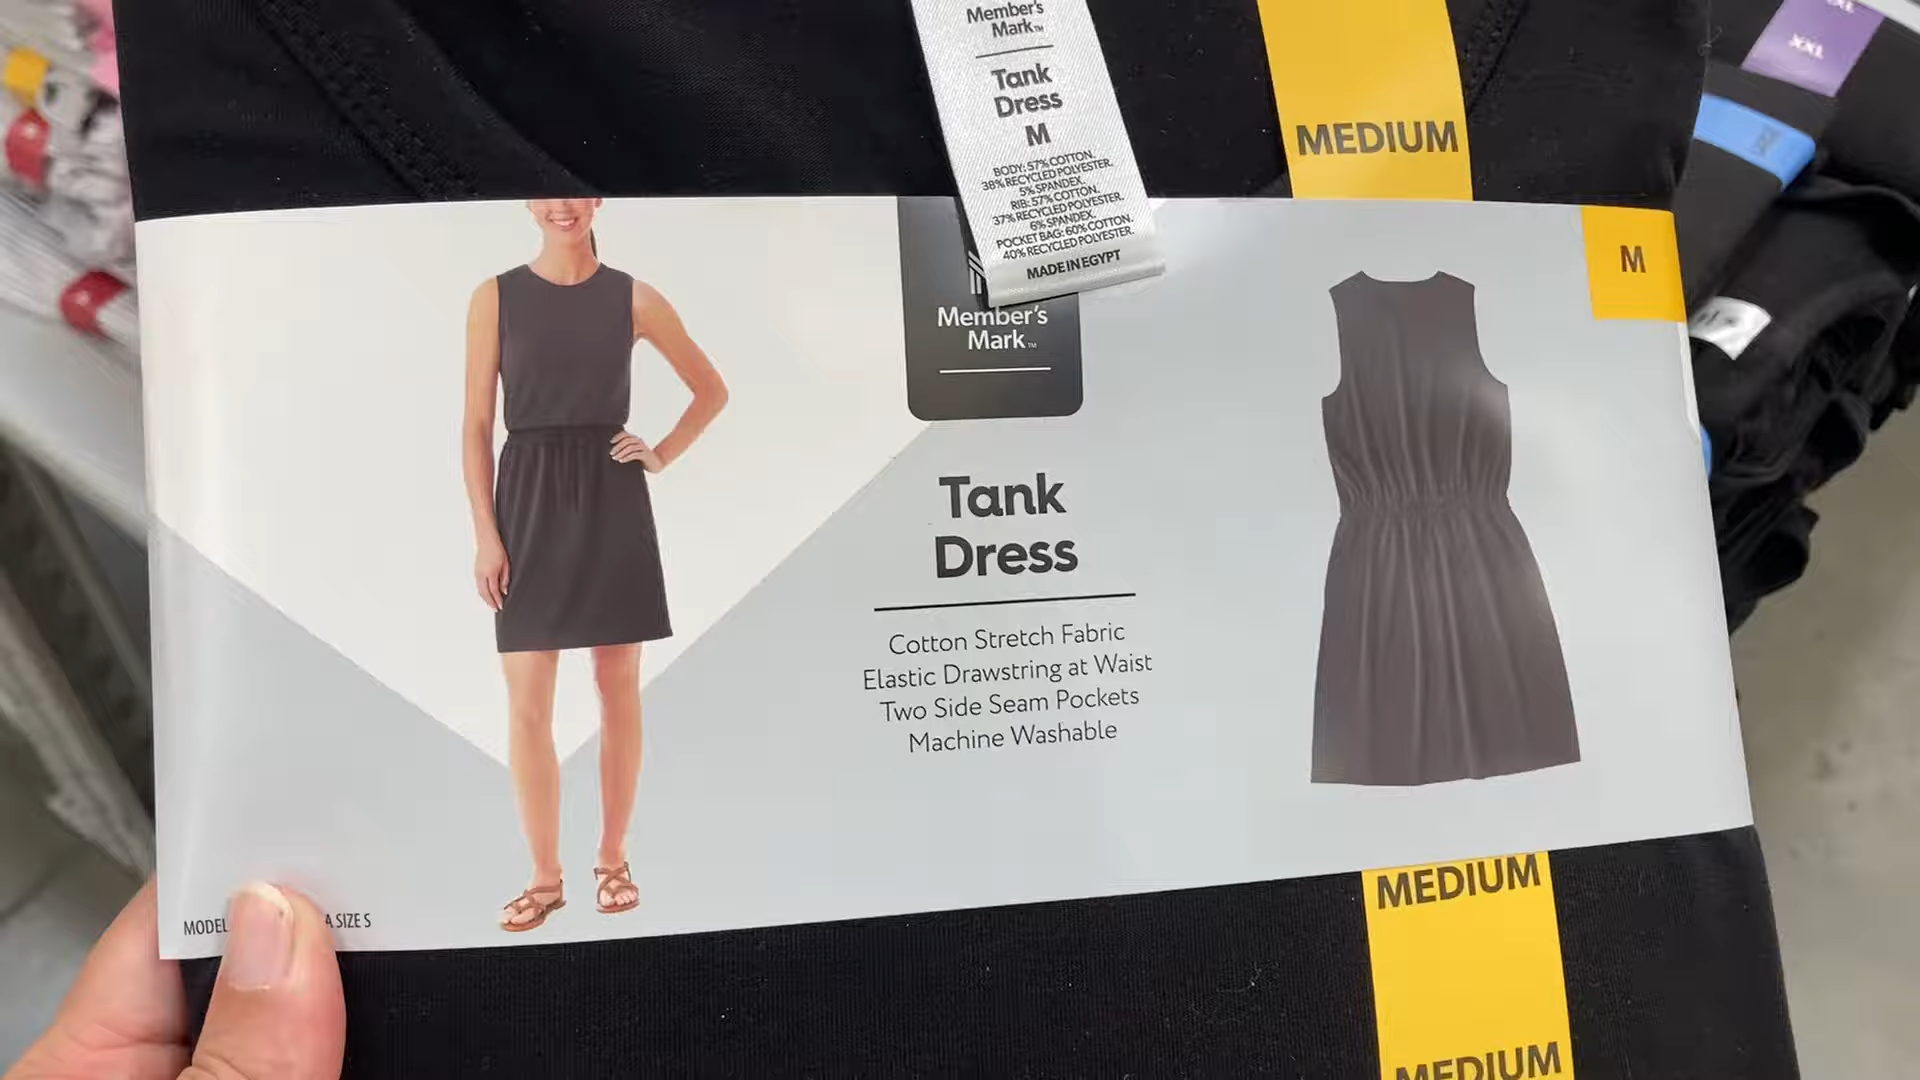 Member's
Mark™
Tank
Dress
M
BODY: 57% COTTON.
38% RECYCLED POLYESTER.
5% SPANDEX.
RIB: 57% COTTON.
37% RECYCLED POLYESTER.
6% SPANDEX.
POCKET BAG: 60% COTTON.
40% RECYCLED POLYESTER.
MADE IN EGYPT
MEDIUM
XXL
M
Member's
Mark™
Tank
Dress
Cotton Stretch Fabric
Elastic Drawstring at Waist
Two Side Seam Pockets
Machine Washable
MODEL
A SIZE S
MEDIUM
MEDIUM